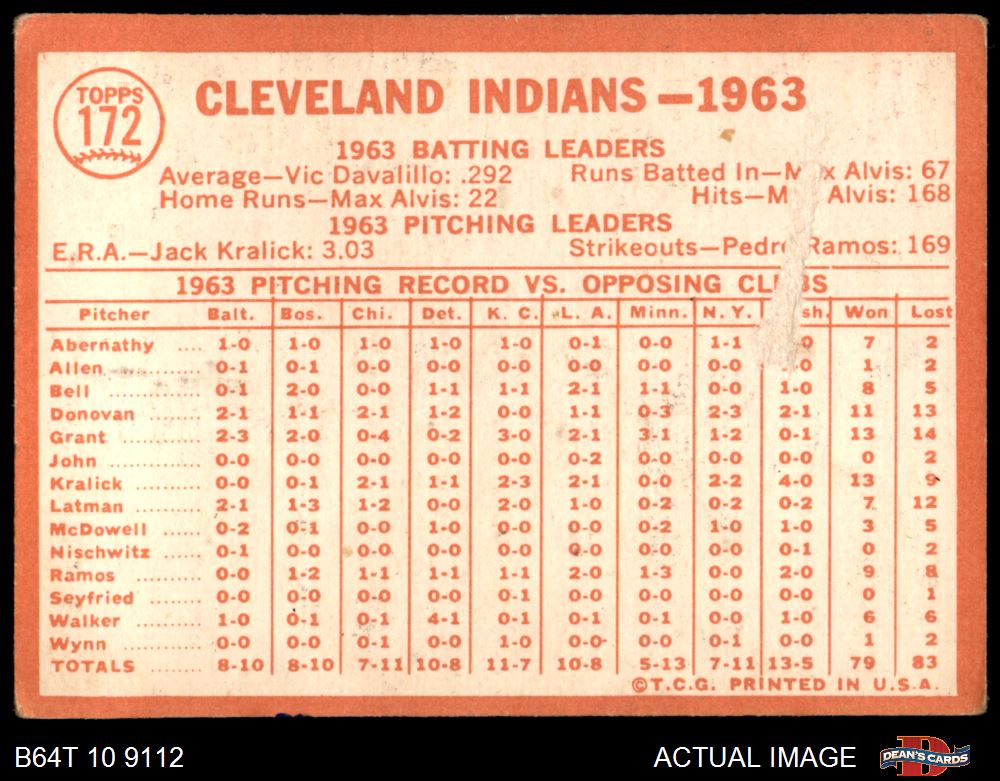 TOPPS
172
CLEVELAND INDIANS—1963
1963 BATTING LEADERS
Average—Vic Davalillo: .292 Runs Batted In—M x Alvis: 67
Home Runs—Max Alvis: 22 Hits—M Alvis: 168
1963 PITCHING LEADERS
E.R.A.—Jack Kralick: 3.03 Strikeouts—Pedr Ramos: 169
1963 PITCHING RECORD VS. OPPOSING CL BS
Pitcher Balt. Bos. Chi. Det. K. C. L. A. Minn. N. Y. sh. Won Lost
Abernathy .... 1-0 1-0 1-0 1-0 1-0 0-1 0-0 1-1 0 7 2
Allen 0-1 0-1 0-0 0-0 0-0 0-0 0-0 0-0 -0 1 2
Bell ............ 0-1 2-0 0-0 1-1 1-1 2-1 1-1 0-0 1-0 8 5
Donovan ........ 2-1 1-1 2-1 1-2 0-0 1-1 0-3 2-3 2-1 11 13
Grant ............ 2-3 2-0 0-4 0-2 3-0 2-1 3-1 1-2 0-1 13 14
John ............ 0-0 0-0 0-0 0-0 0-0 0-2 0-0 0-0 0-0 0 2
Kralick .......... 0-0 0-1 2-1 1-1 2-3 2-1 0-0 2-2 4-0 13 9
Latman .......... 2-1 1-3 1-2 0-0 2-0 1-0 0-2 0-2 0-2 7 12
McDowell ...... 0-2 0-1 0-0 1-0 0-0 0-0 0-2 1-0 1-0 3 5
Nischwitz ...... 0-1 0-0 0-0 0-0 0-0 0-0 0-0 0-0 0-1 0 2
Ramos .......... 0-0 1-2 1-1 1-1 1-1 2-0 1-3 0-0 2-0 9 8
Seyfried ........ 0-0 0-0 0-0 0-0 0-1 0-0 0-0 0-0 0-0 0 1
Walker .......... 1-0 0-1 0-1 4-1 0-1 0-1 0-1 0-0 1-0 6 6
Wynn ............ 0-0 0-0 0-1 0-0 1-0 0-0 0-0 0-1 0-0 1 2
TOTALS ........ 8-10 8-10 7-11 10-8 11-7 10-8 5-13 7-11 13-5 79 83
©T.C.G. PRINTED IN U.S.A.
B64T 10 9112 ACTUAL IMAGE DEAN'S CARDS